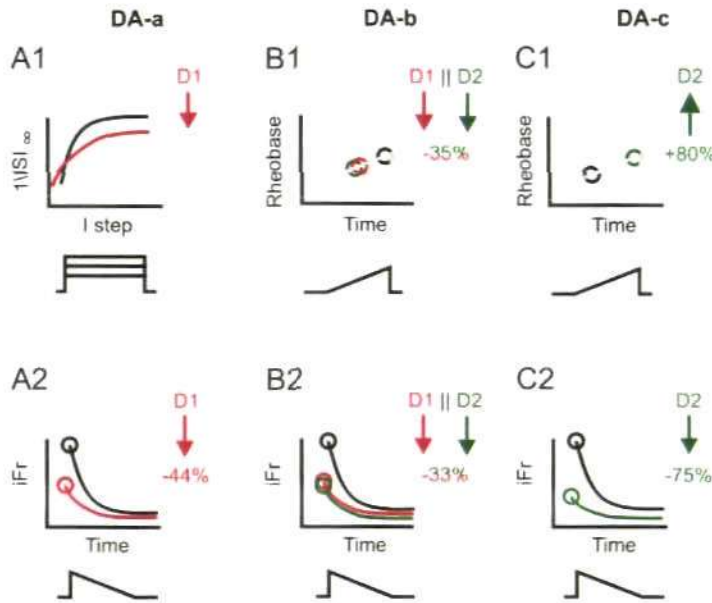 DA-a DA-b DA-c
A1 B1 C1
D1 D1 || D2 D2
1\ISI ∞ Rheobase -35% Rheobase +80%
I step Time Time
A2 B2 C2
D1 D1 || D2 D2
iFr -44% iFr -33% iFr -75%
Time Time Time